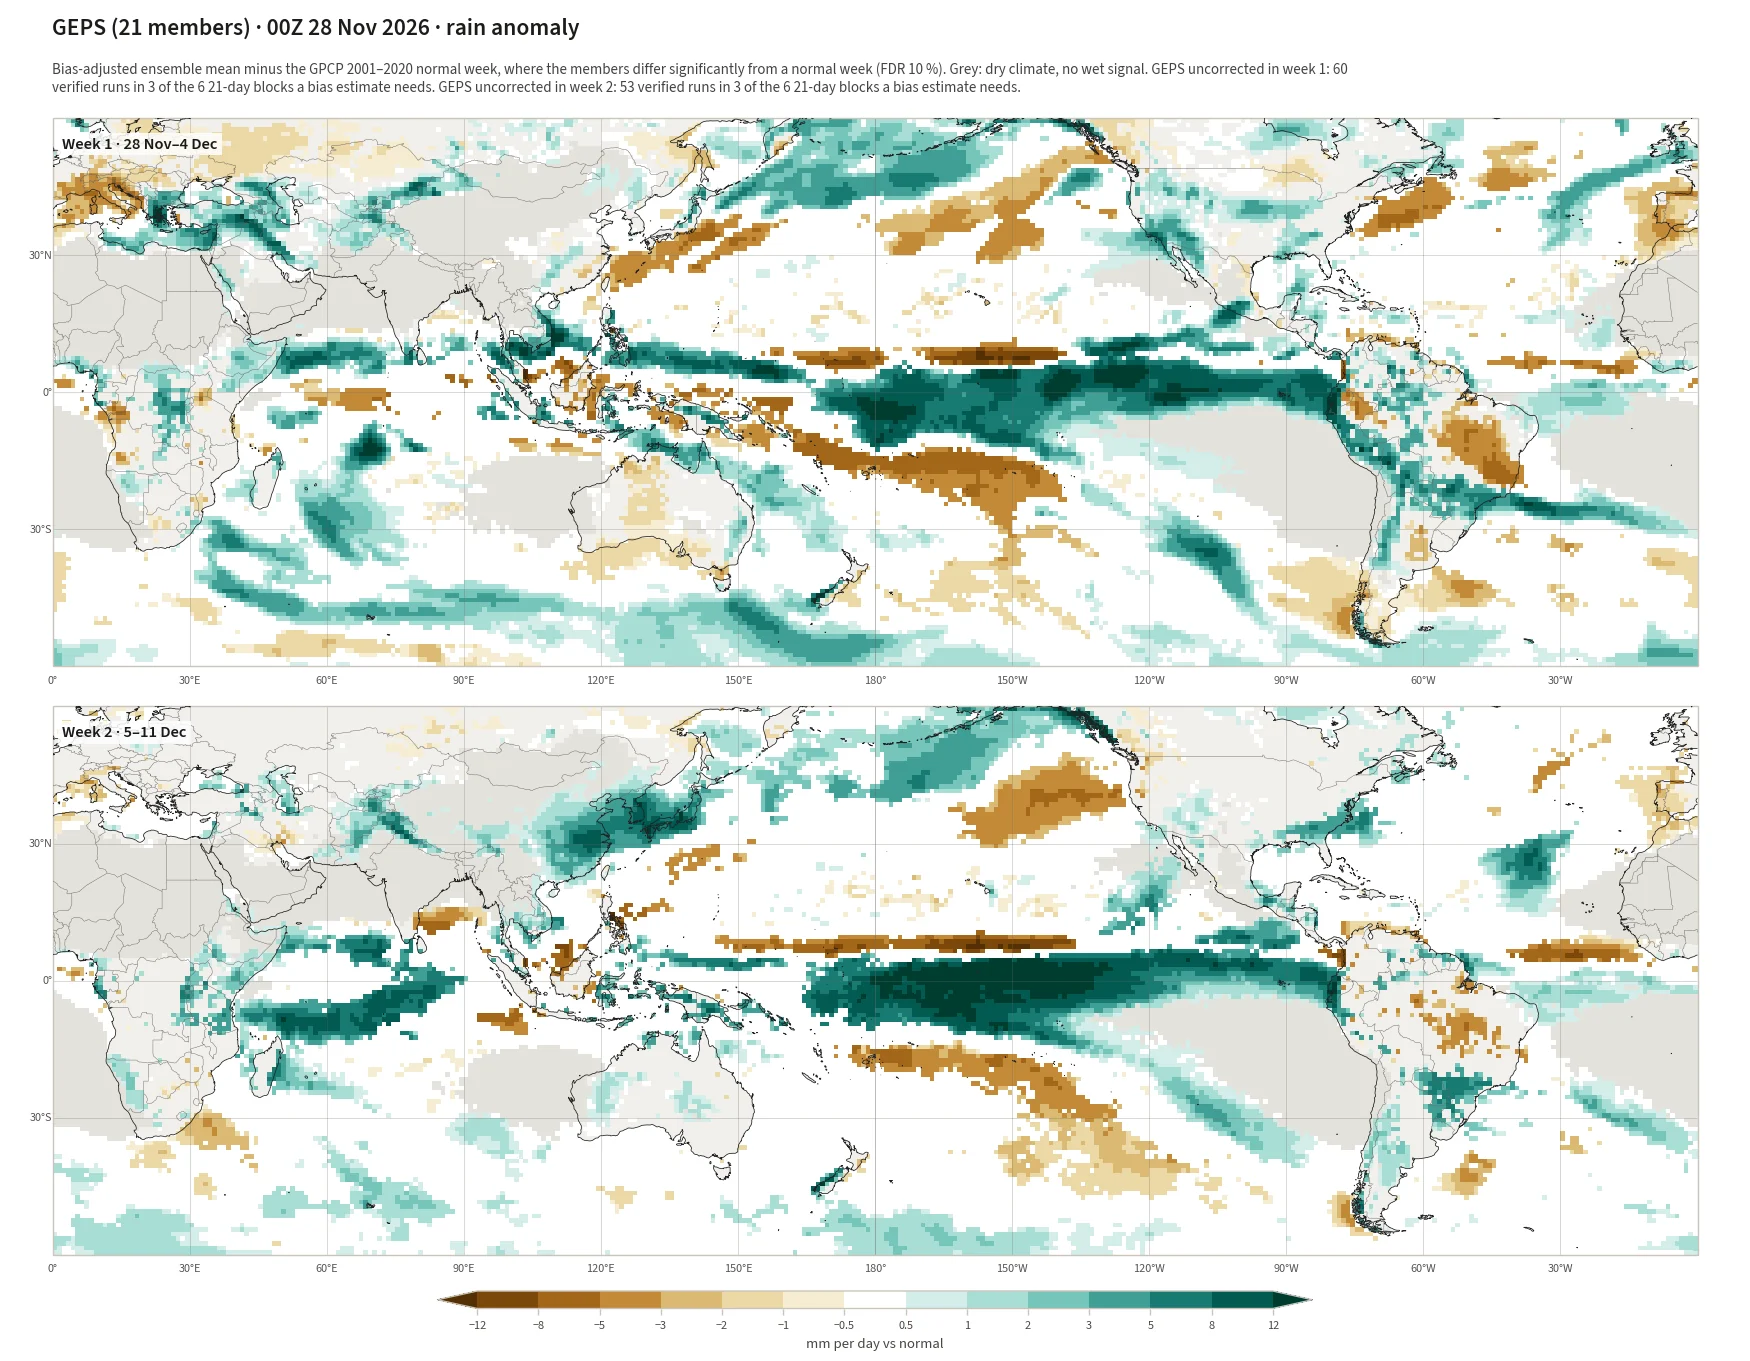 GEPS (21 members) · 00Z 28 Nov 2026 · rain anomaly
Bias-adjusted ensemble mean minus the GPCP 2001–2020 normal week, where the members differ significantly from a normal week (FDR 10 %). Grey: dry climate, no wet signal. GEPS uncorrected in week 1: 60
verified runs in 3 of the 6 21-day blocks a bias estimate needs. GEPS uncorrected in week 2: 53 verified runs in 3 of the 6 21-day blocks a bias estimate needs.
Week 1 · 28 Nov–4 Dec
30°N
0°
30°S
0° 30°E 60°E 90°E 120°E 150°E 180° 150°W 120°W 90°W 60°W 30°W
Week 2 · 5–11 Dec
30°N
0°
30°S
0° 30°E 60°E 90°E 120°E 150°E 180° 150°W 120°W 90°W 60°W 30°W
−12 −8 −5 −3 −2 −1 −0.5 0.5 1 2 3 5 8 12
mm per day vs normal